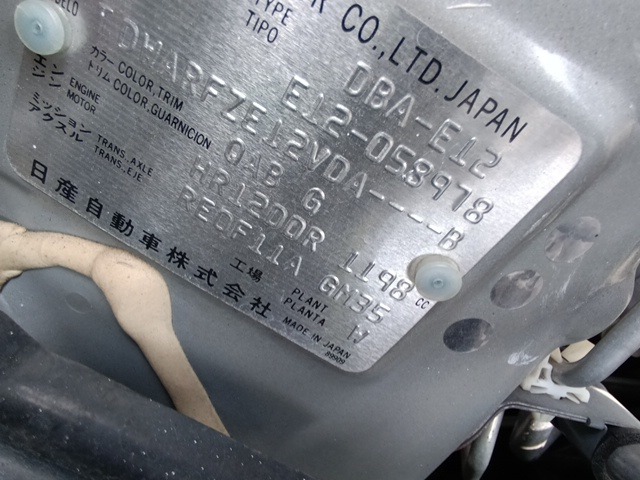 CO.,LTD.JAPAN
TYPE
TIPO
DBA-E12
E12-058978
DWARFZE12VDA----B
カラー COLOR,TRIM
トリム COLOR,GUARNICION
QAB G
エンジン ENGINE
MOTOR
HR12DDR 1198 cc
ミッション TRANS,AXLE
アクスル TRANS,EJE
RE0F11A GN35
工場 PLANT
PLANTA
W
日産自動車株式会社
MADE IN JAPAN
89909